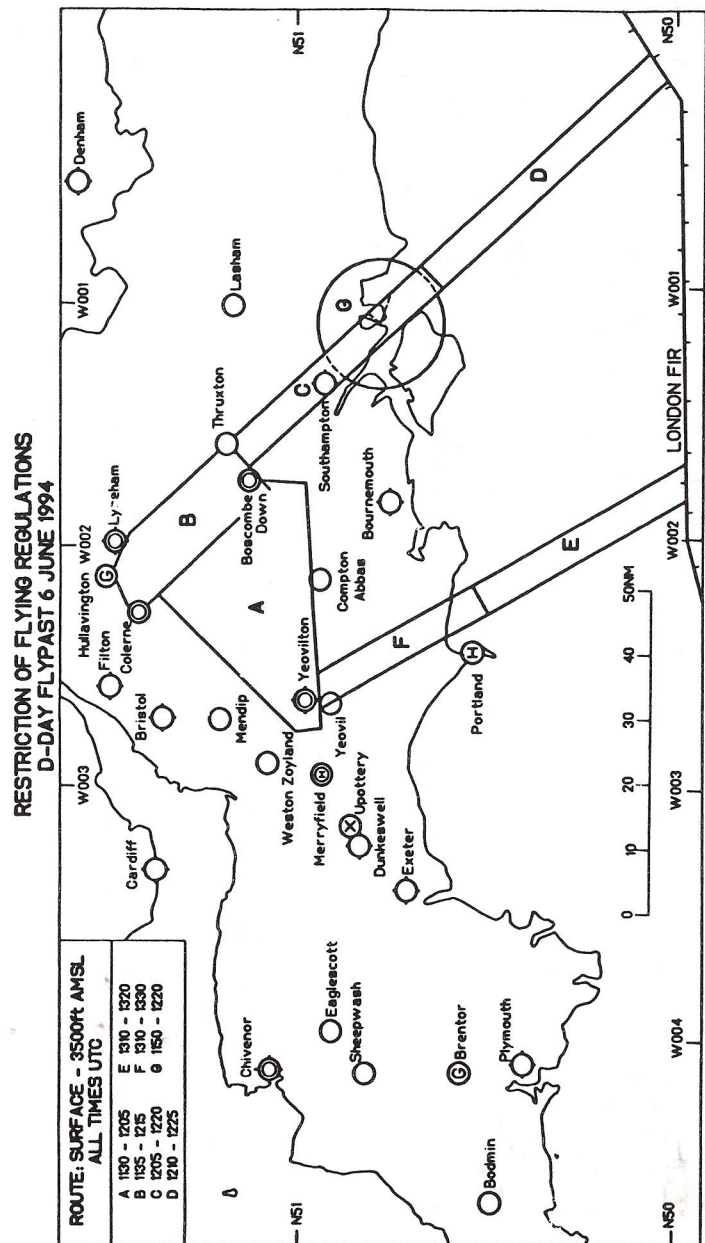 RESTRICTION OF FLYING REGULATIONS
D-DAY FLYPAST 6 JUNE 1994
ROUTE: SURFACE - 3500ft AMSL
ALL TIMES UTC
A 1130 - 1205 E 1310 - 1320
B 1135 - 1215 F 1310 - 1330
C 1205 - 1220 G 1150 - 1220
D 1210 - 1225
W003
W002
W001
Cardiff
Bristol
Filton
Colerne
Hullavington
G
Lyneham
Denham
Mendip
B
Thruxton
Lasham
Chivenor
Weston Zoyland
A
Boscombe
Down
N51
N51
Eaglescott
Merryfield
H
Yeovilton
Yeovil
Compton
Abbas
Southampton
C
G
Sheepwash
Upottery
X
Dunkeswell
Exeter
Bournemouth
F
Brentor
G
Bodmin
Plymouth
Portland
H
E
D
0 10 20 30 40 50NM
LONDON FIR
N50
W004
W003
W002
W001
N50